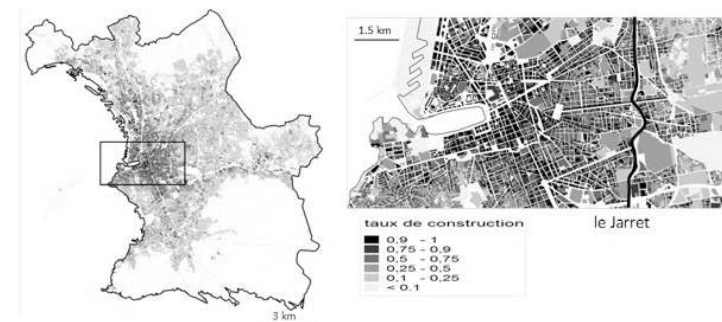 1.5 km
3 km
le Jarret
taux de construction
0,9 - 1
0,75 - 0,9
0,5 - 0,75
0,25 - 0,5
0,1 - 0,25
< 0.1